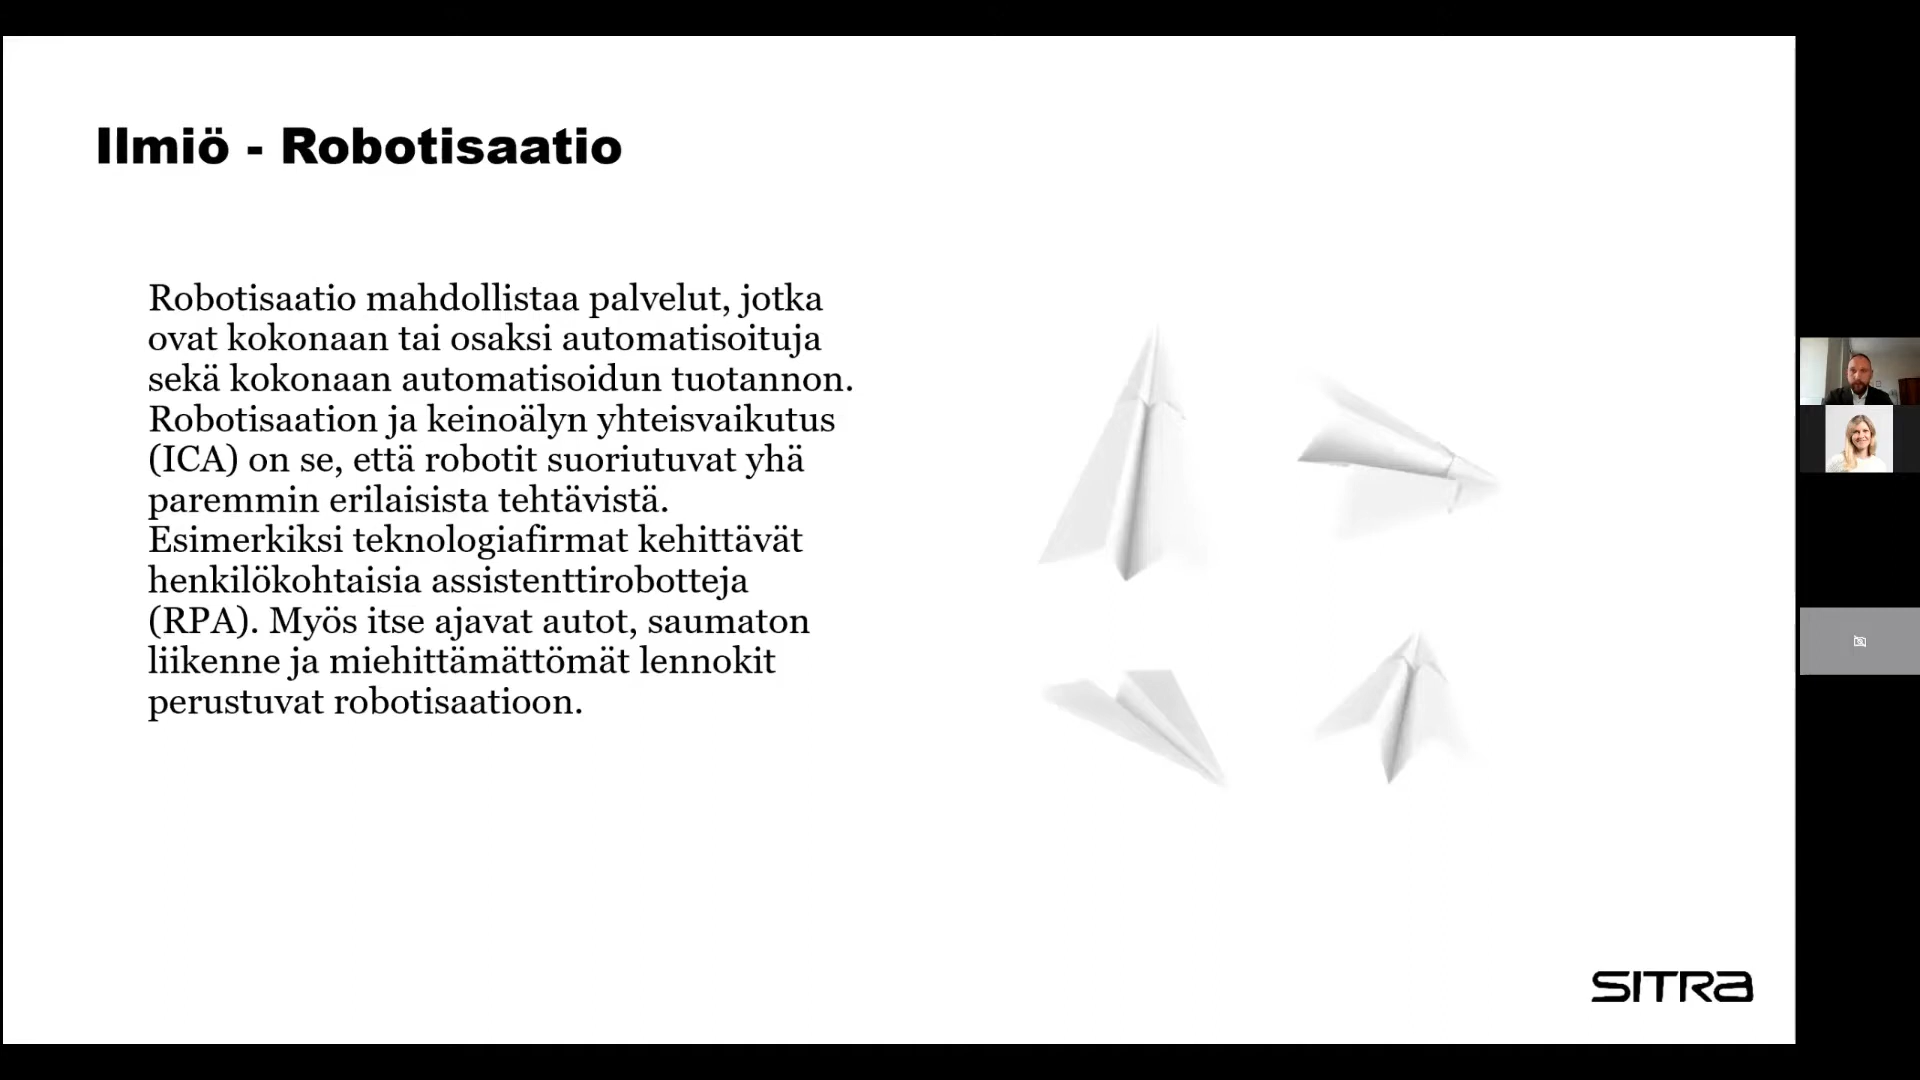 Ilmiö - Robotisaatio
Robotisaatio mahdollistaa palvelut, jotka
ovat kokonaan tai osaksi automatisoituja
sekä kokonaan automatisoidun tuotannon.
Robotisaation ja keinoälyn yhteisvaikutus
(ICA) on se, että robotit suoriutuvat yhä
paremmin erilaisista tehtävistä.
Esimerkiksi teknologiafirmat kehittävät
henkilökohtaisia assistenttirobotteja
(RPA). Myös itse ajavat autot, saumaton
liikenne ja miehittämättömät lennokit
perustuvat robotisaatioon.
SITRA